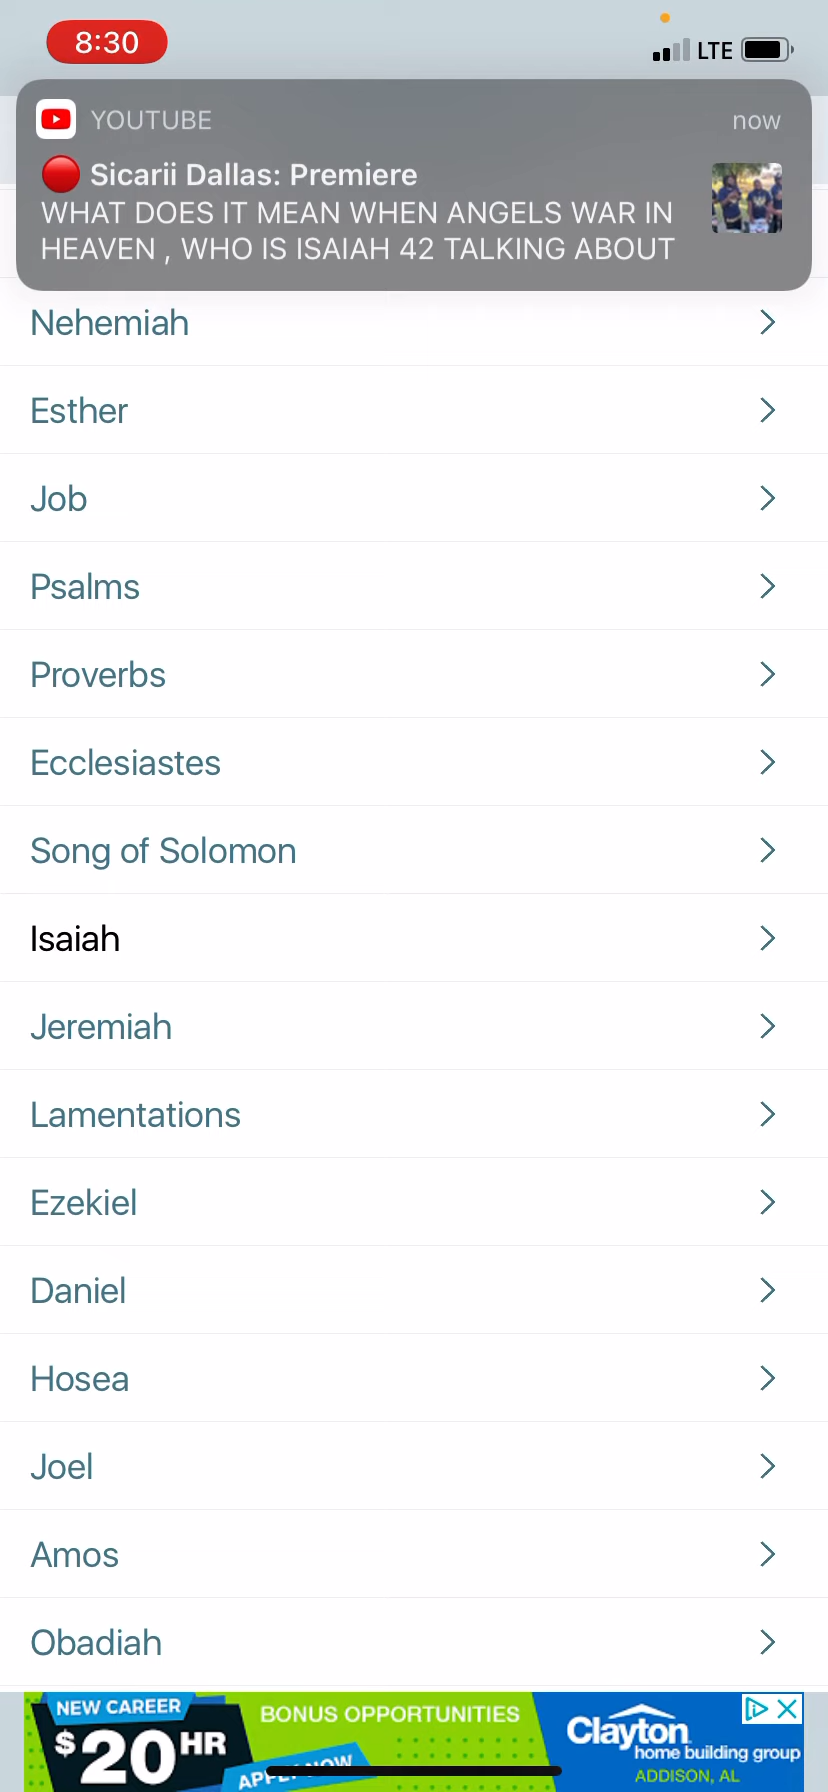 8:30
LTE
YOUTUBE
now
Sicarii Dallas: Premiere
WHAT DOES IT MEAN WHEN ANGELS WAR IN
HEAVEN , WHO IS ISAIAH 42 TALKING ABOUT
Nehemiah
Esther
Job
Psalms
Proverbs
Ecclesiastes
Song of Solomon
Isaiah
Jeremiah
Lamentations
Ezekiel
Daniel
Hosea
Joel
Amos
Obadiah
NEW CAREER
$20HR
APPLY NOW
BONUS OPPORTUNITIES
Clayton
home building group
ADDISON, AL